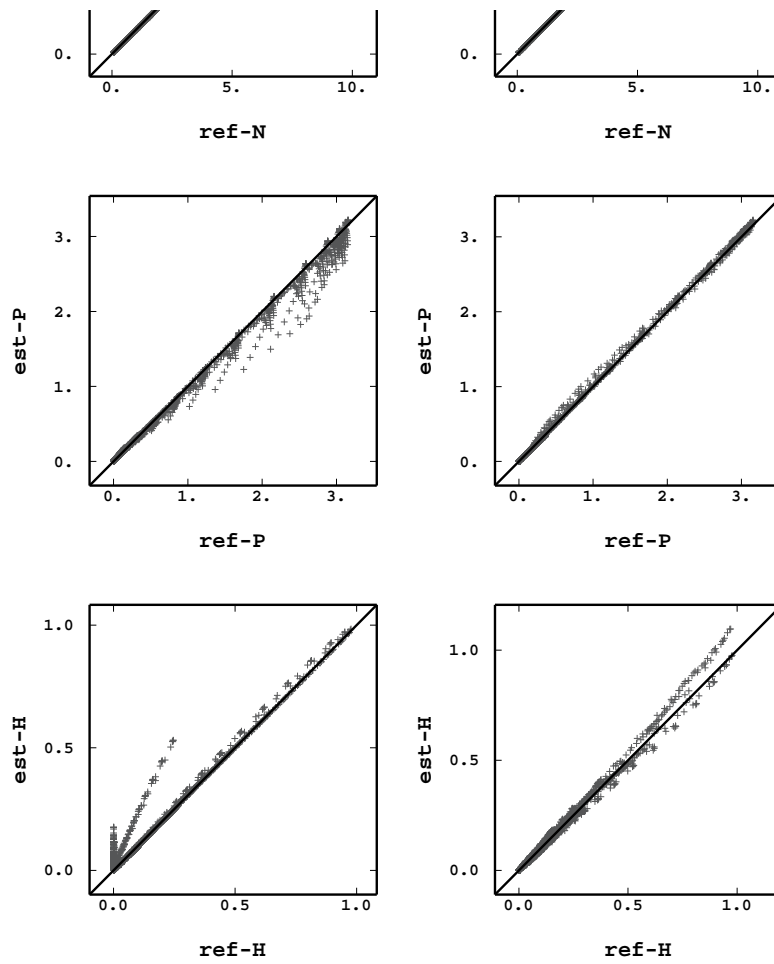 0. 0.
0. 5. 10. 0. 5. 10.
ref-N ref-N
3. 3.
2. 2.
est-P est-P
1. 1.
0. 0.
0. 1. 2. 3. 0. 1. 2. 3.
ref-P ref-P
1.0 1.0
est-H est-H
0.5 0.5
0.0 0.0
0.0 0.5 1.0 0.0 0.5 1.0
ref-H ref-H